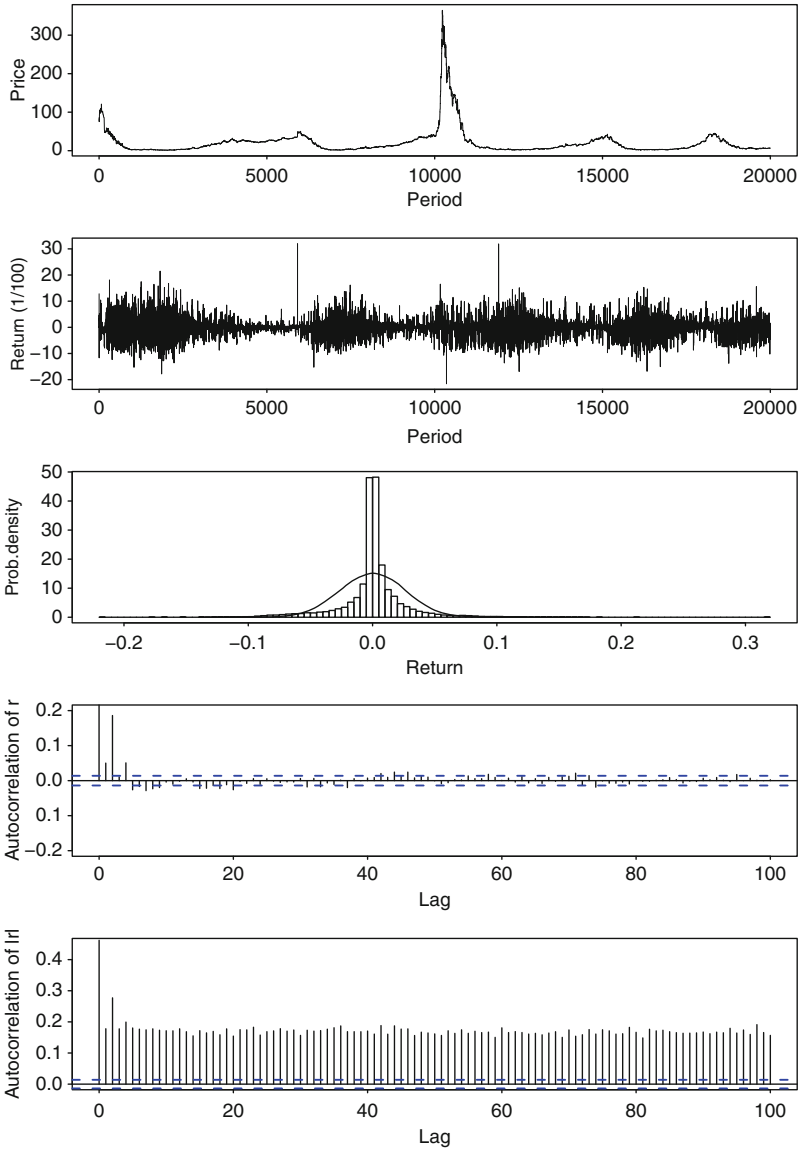 Price
300
200
100
0
0 5000 10000 15000 20000
Period
Return (1/100)
30
20
10
0
−10
−20
0 5000 10000 15000 20000
Period
Prob.density
50
40
30
20
10
0
−0.2 −0.1 0.0 0.1 0.2 0.3
Return
Autocorrelation of r
0.2
0.1
0.0
0.1
−0.2
0 20 40 60 80 100
Lag
Autocorrelation of |r|
0.4
0.3
0.2
0.1
0.0
0 20 40 60 80 100
Lag